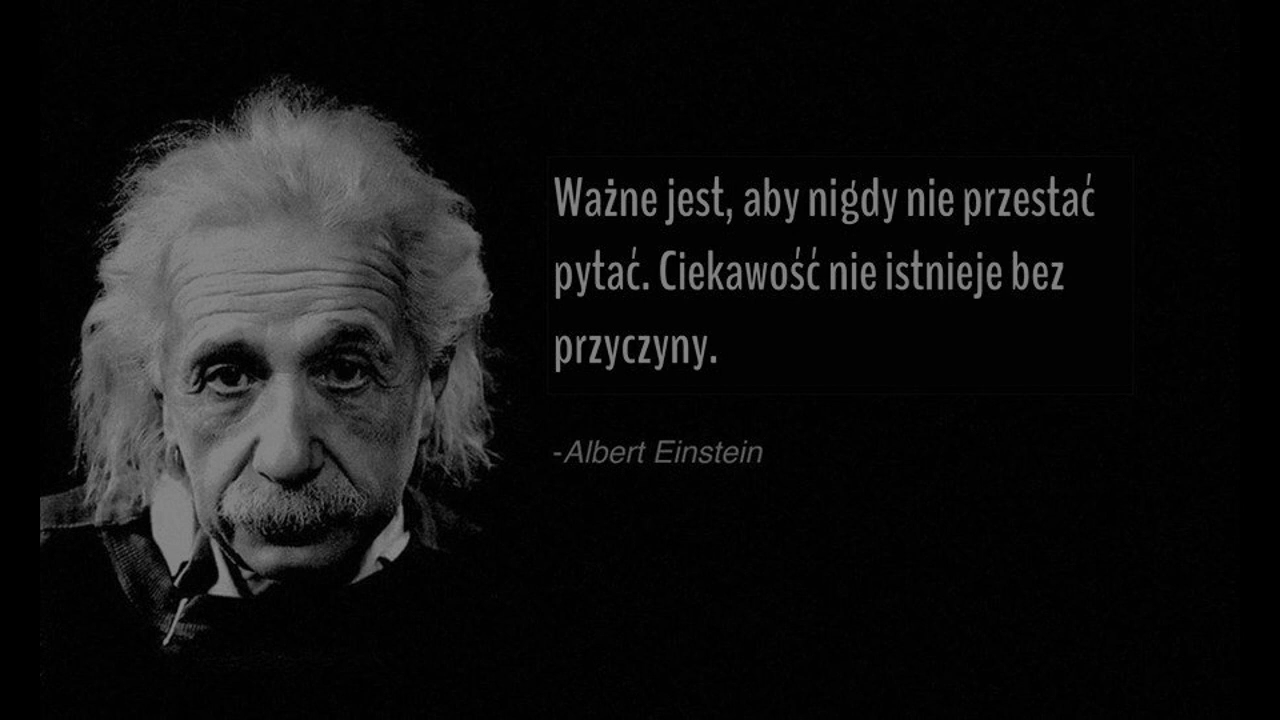 Ważne jest, aby nigdy nie przestać
pytać. Ciekawość nie istnieje bez
przyczyny.
-Albert Einstein